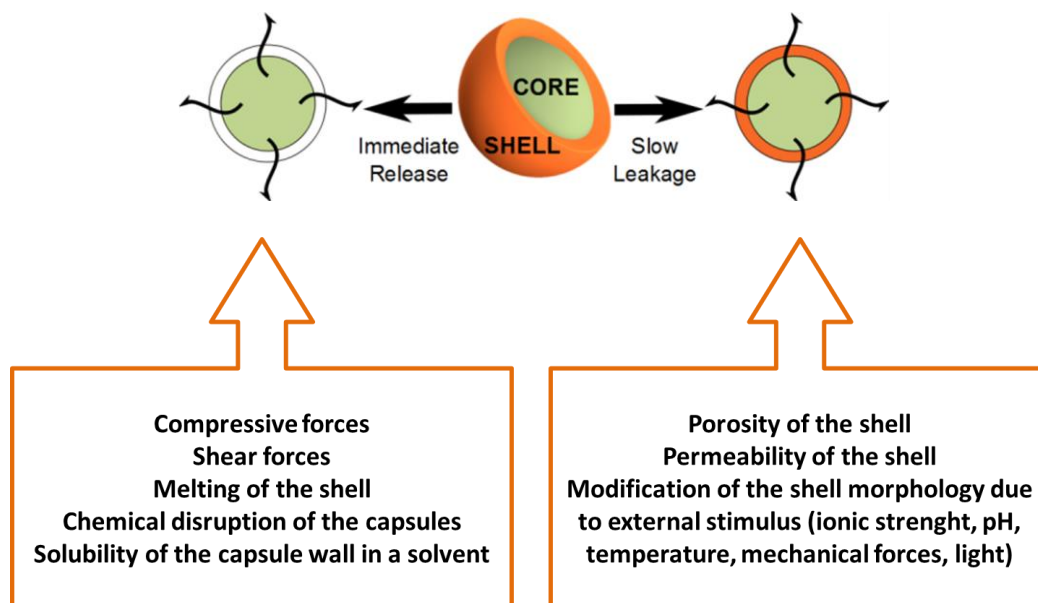 CORE
SHELL
Immediate
Release
Slow
Leakage
Compressive forces
Shear forces
Melting of the shell
Chemical disruption of the capsules
Solubility of the capsule wall in a solvent
Porosity of the shell
Permeability of the shell
Modification of the shell morphology due
to external stimulus (ionic strenght, pH,
temperature, mechanical forces, light)